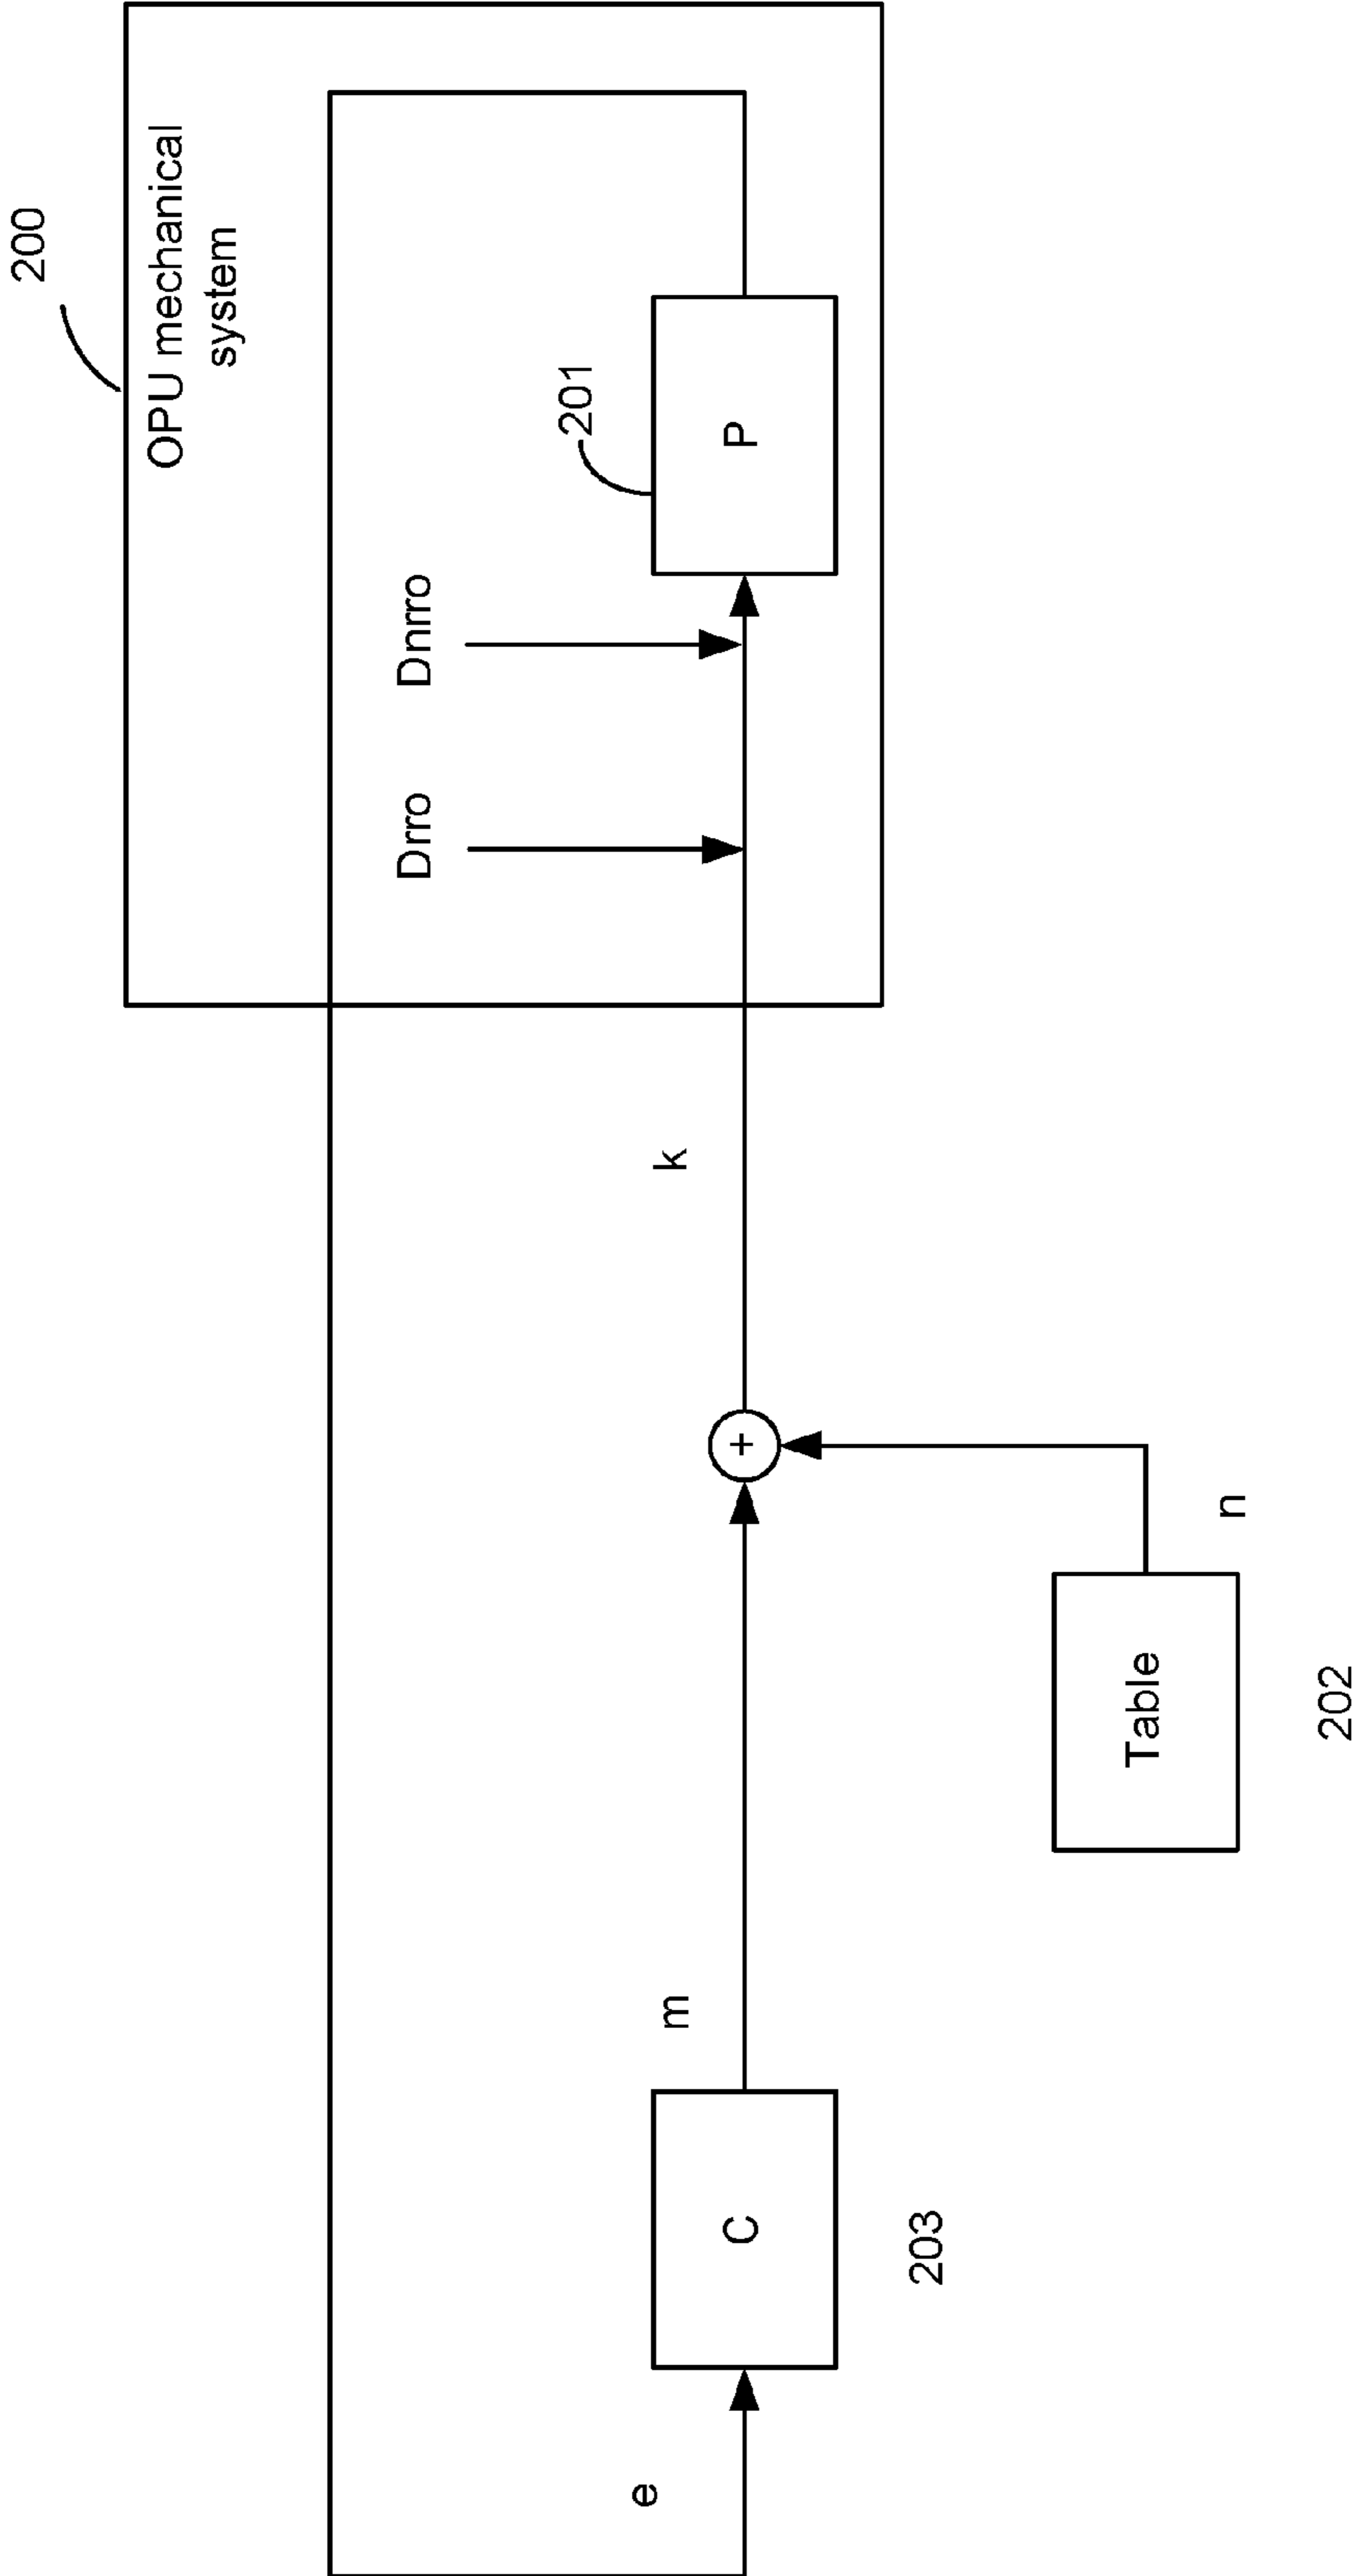 200
OPU mechanical
system
201
Drro
Dnrro
P
e
C
m
+
k
203
n
Table
202